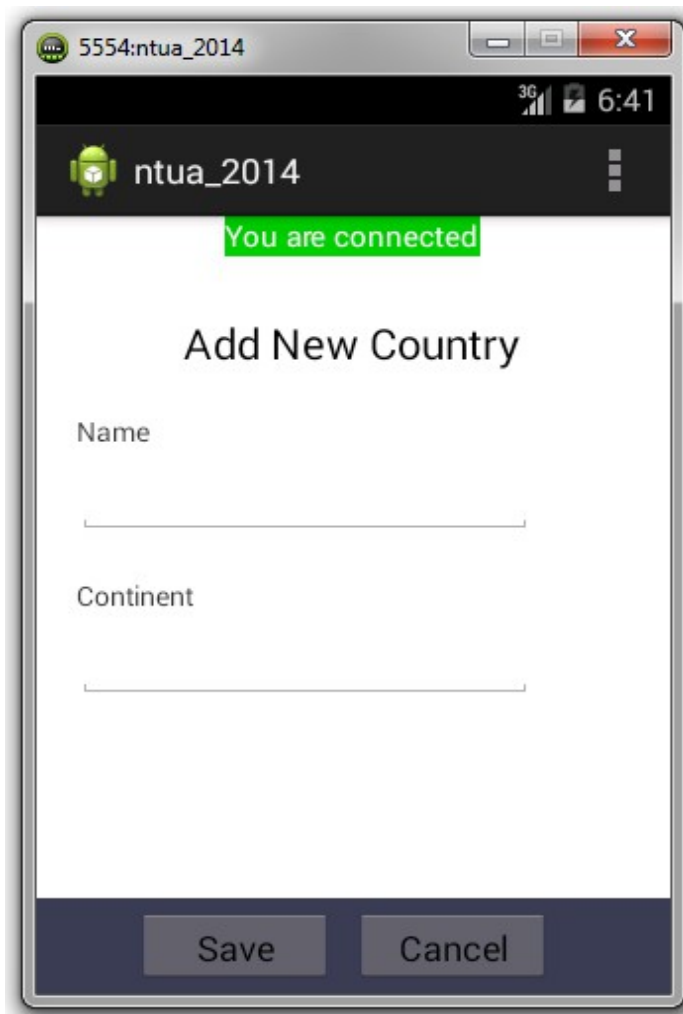 5554:ntua_2014
3G 6:41
ntua_2014
You are connected
Add New Country
Name
Continent
Save Cancel